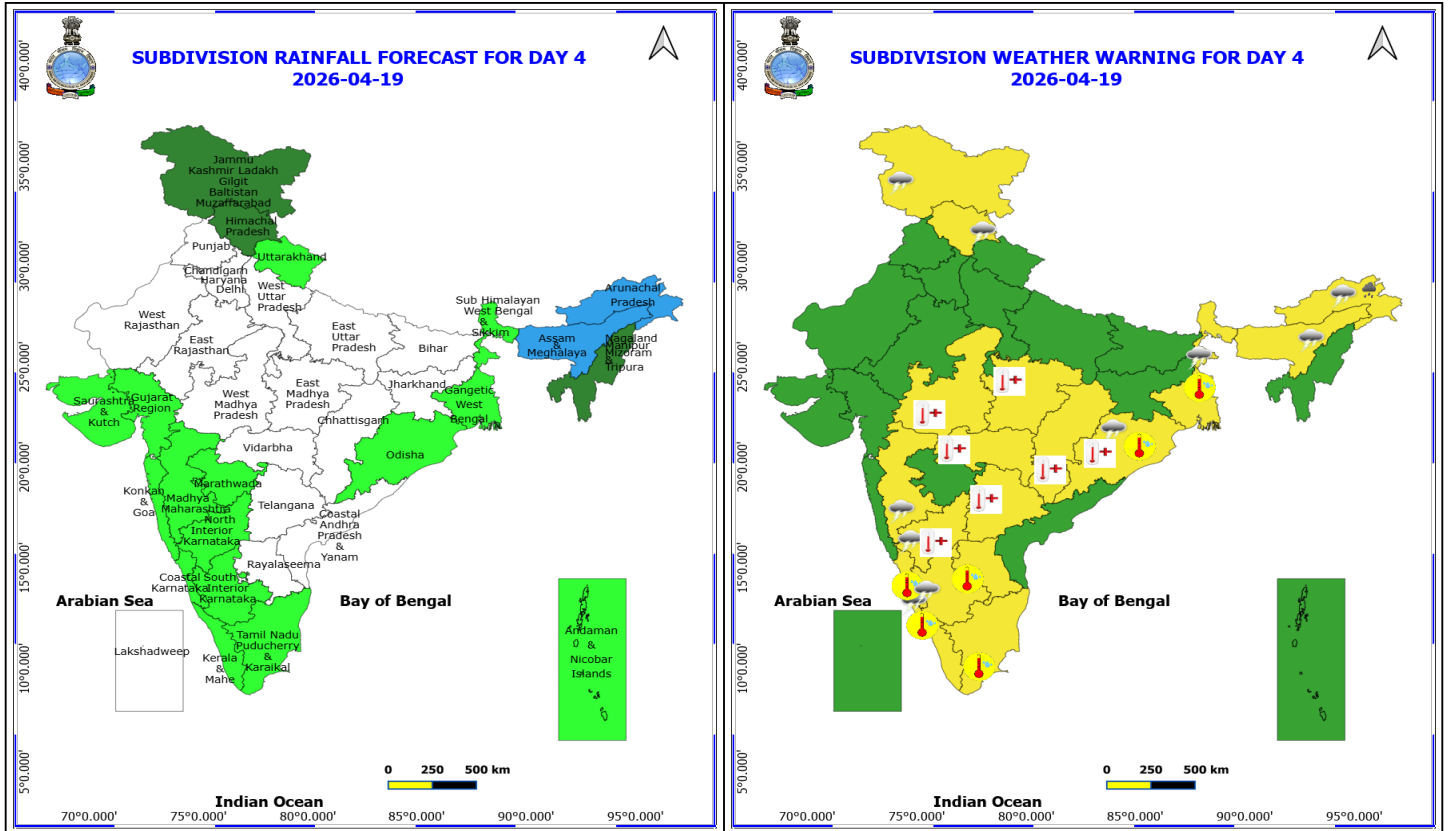 SUBDIVISION RAINFALL FORECAST FOR DAY 4
2026-04-19
40°0.000'
35°0.000'
30°0.000'
25°0.000'
20°0.000'
15°0.000'
10°0.000'
5°0.000'
Jammu
Kashmir Ladakh
Gilgit
Baltistan
Muzaffarabad
Himachal
Pradesh
Punjab
Uttarakhand
Chandigarh
Haryana
Delhi
West
Uttar
Pradesh
West
Rajasthan
East
Rajasthan
East
Uttar
Pradesh
Bihar
Sub Himalayan
West Bengal
&
Sikkim
Arunachal
Pradesh
Assam
&
Meghalaya
Nagaland
Manipur
Mizoram
&
Tripura
Jharkhand
Gangetic
West
Bengal
Saurashtra
&
Kutch
Gujarat
Region
West
Madhya
Pradesh
East
Madhya
Pradesh
Chhattisgarh
Vidarbha
Odisha
Konkan
&
Goa
Madhya
Maharashtra
Marathwada
Telangana
North
Interior
Karnataka
Coastal
Andhra
Pradesh
&
Yanam
Rayalaseema
Coastal
Karnataka
South
Interior
Karnataka
Arabian Sea
Bay of Bengal
Lakshadweep
Kerala
&
Mahe
Tamil Nadu
Puducherry
&
Karaikal
Andaman
&
Nicobar
Islands
0 250 500 km
Indian Ocean
70°0.000' 75°0.000' 80°0.000' 85°0.000' 90°0.000' 95°0.000'
SUBDIVISION WEATHER WARNING FOR DAY 4
2026-04-19
40°0.000'
35°0.000'
30°0.000'
25°0.000'
20°0.000'
15°0.000'
10°0.000'
5°0.000'
Arabian Sea
Bay of Bengal
0 250 500 km
Indian Ocean
70°0.000' 75°0.000' 80°0.000' 85°0.000' 90°0.000' 95°0.000'